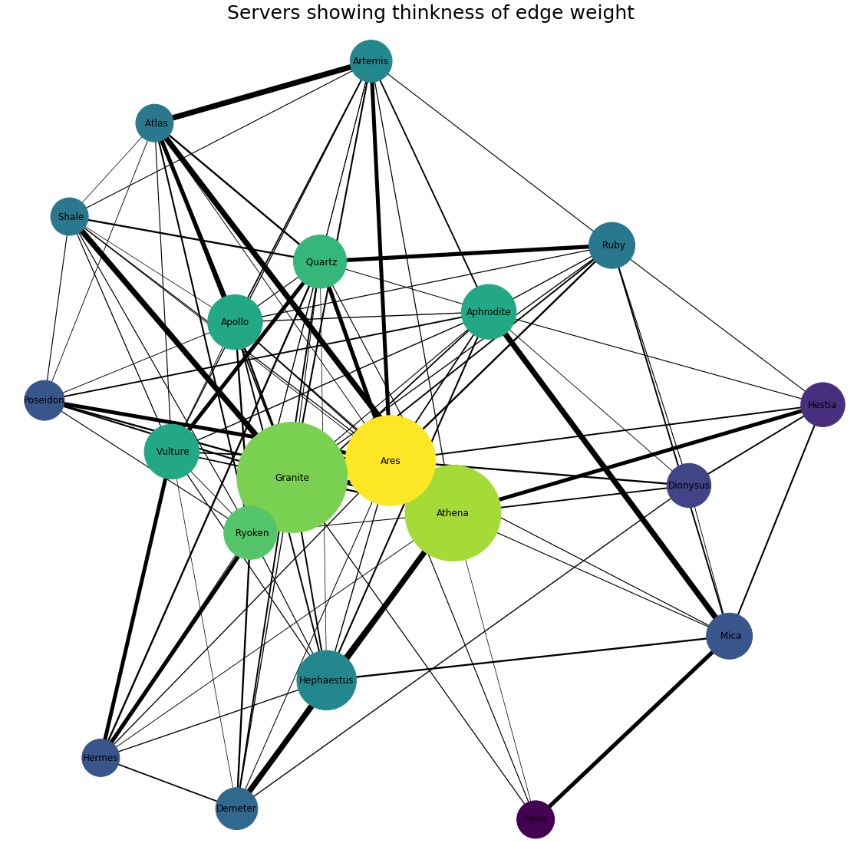 Servers showing thinkness of edge weight
Artemis
Atlas
Shale
Ruby
Quartz
Aphrodite
Apollo
Poseidon
Hestia
Vulture
Ares
Granite
Dionysus
Athena
Ryoken
Mica
Hephaestus
Hermes
Demeter
Hera